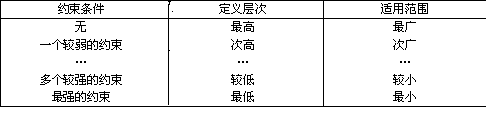 约束条件 定义层次 适用范围
无 最高 最广
一个较弱的约束 次高 次广
… … …
多个较强的约束 较低 较小
最强的约束 最低 最小